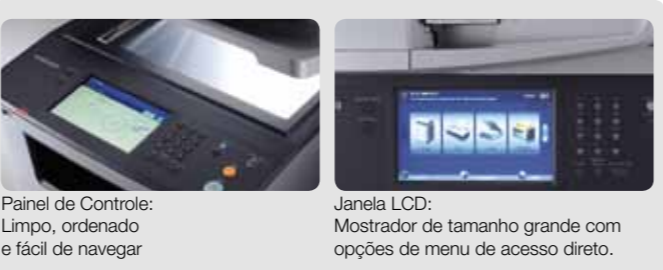 Painel de Controle:
Limpo, ordenado
e fácil de navegar
Janela LCD:
Mostrador de tamanho grande com
opções de menu de acesso direto.